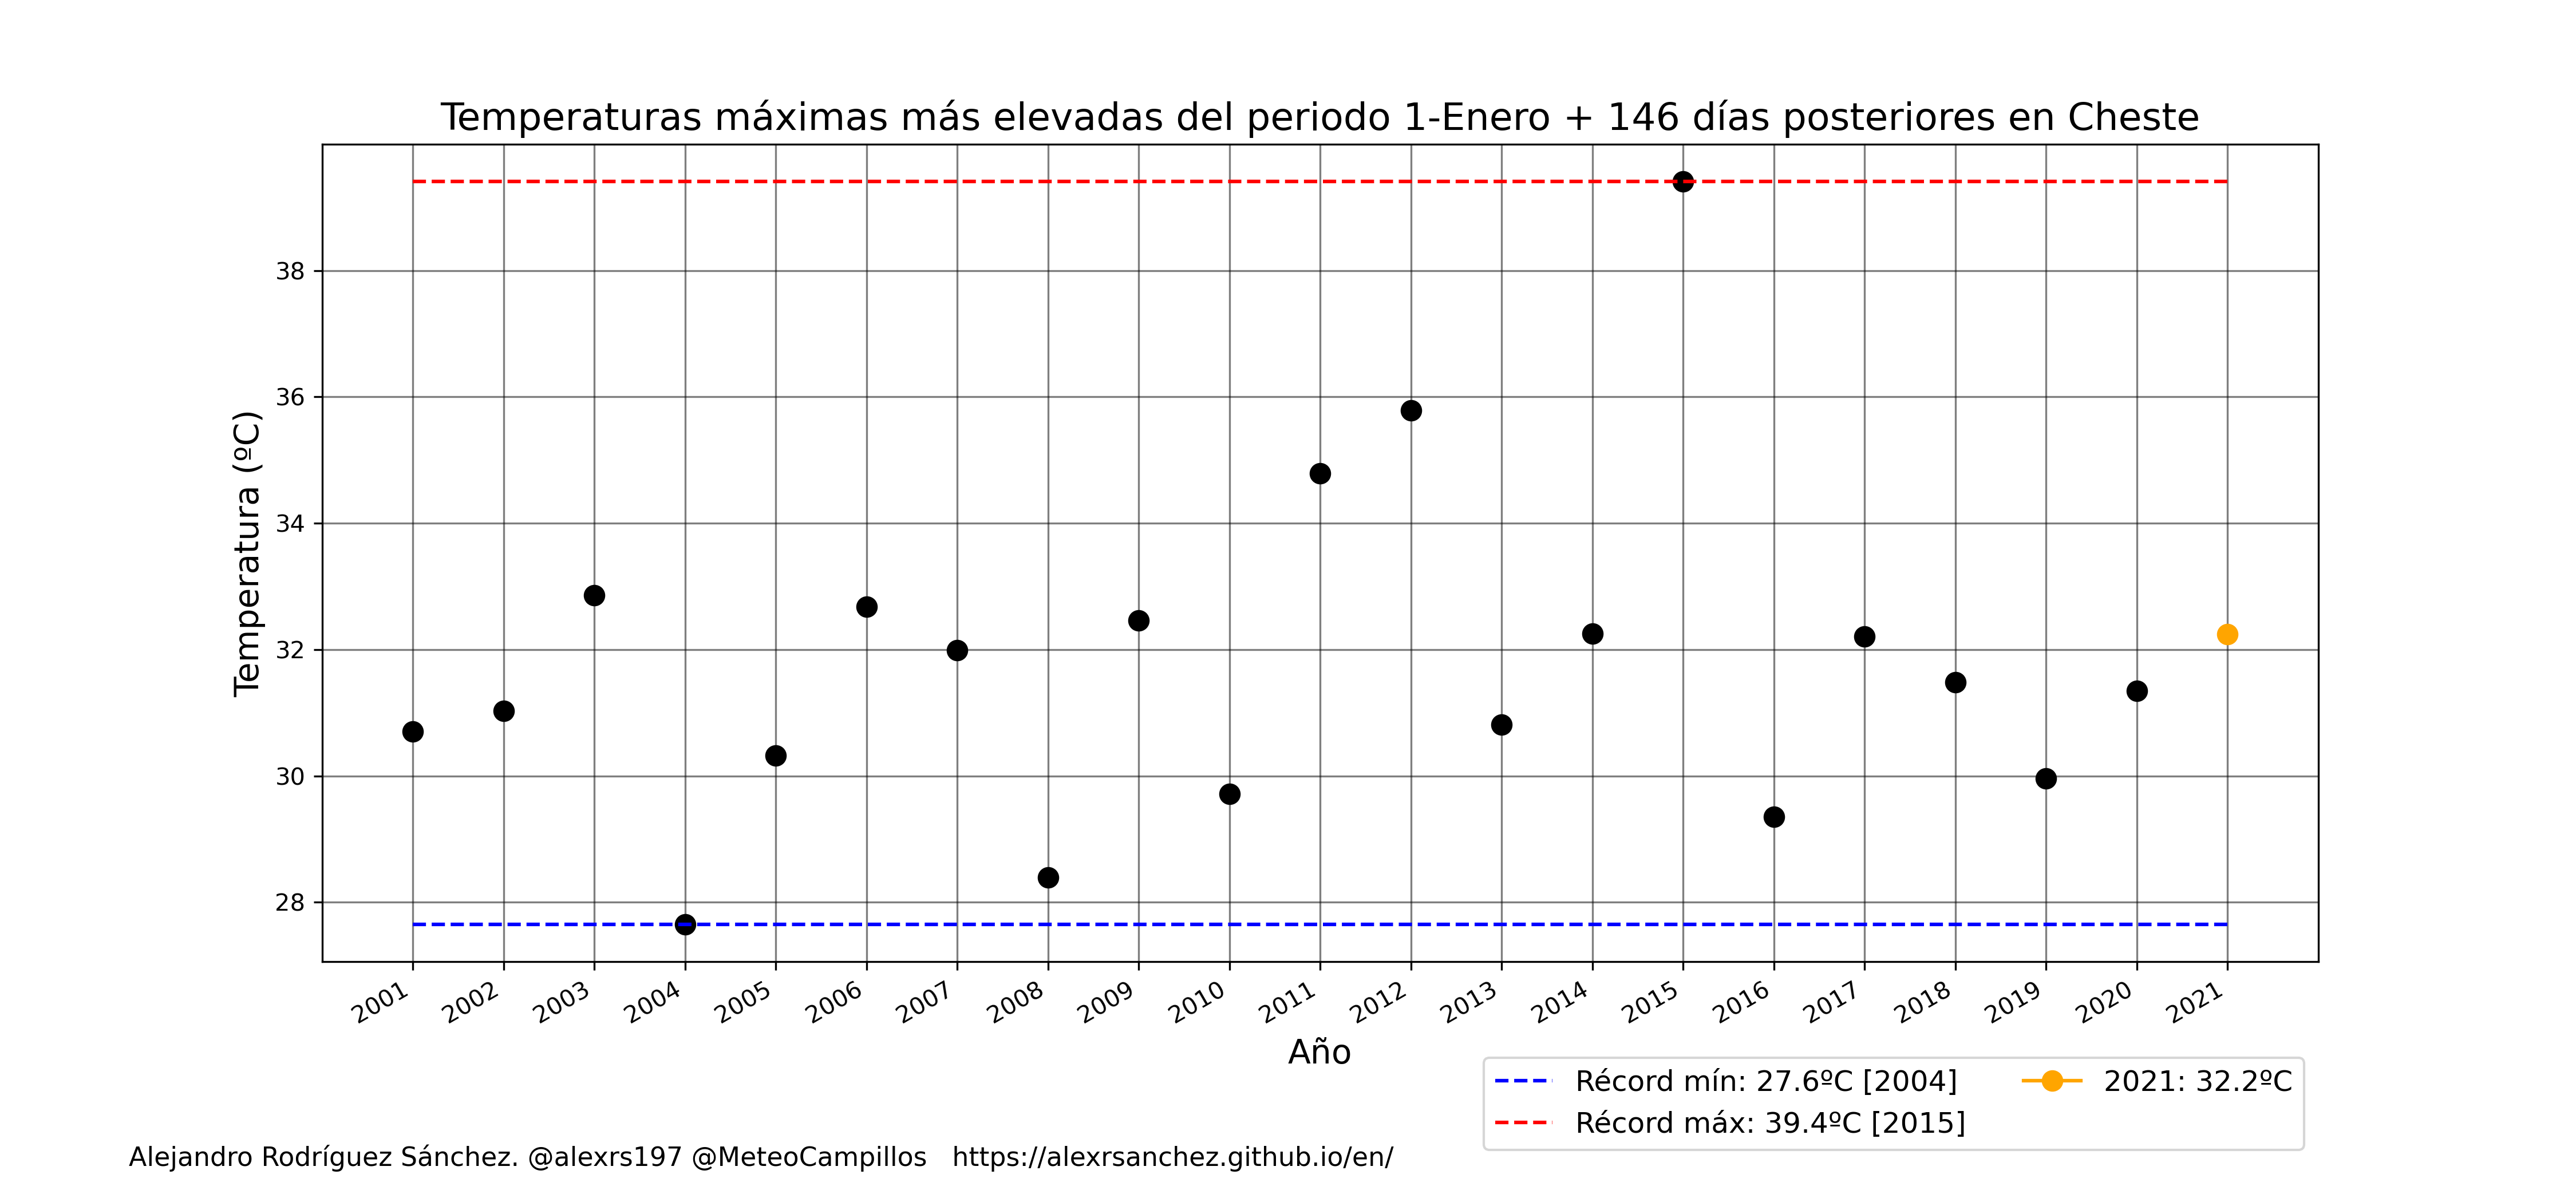 Temperaturas máximas más elevadas del periodo 1-Enero + 146 días posteriores en Cheste
Temperatura (ºC)
38
36
34
32
30
28
2001 2002 2003 2004 2005 2006 2007 2008 2009 2010 2011 2012 2013 2014 2015 2016 2017 2018 2019 2020 2021
Año
Récord mín: 27.6ºC [2004]
Récord máx: 39.4ºC [2015]
2021: 32.2ºC
Alejandro Rodríguez Sánchez. @alexrs197 @MeteoCampillos https://alexrsanchez.github.io/en/